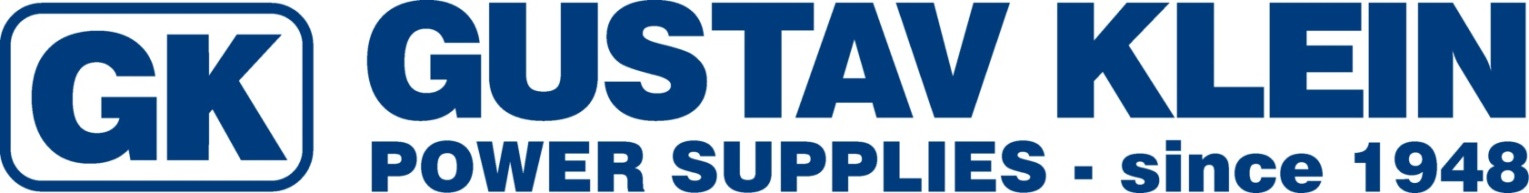 GK
GUSTAV KLEIN
POWER SUPPLIES - since 1948